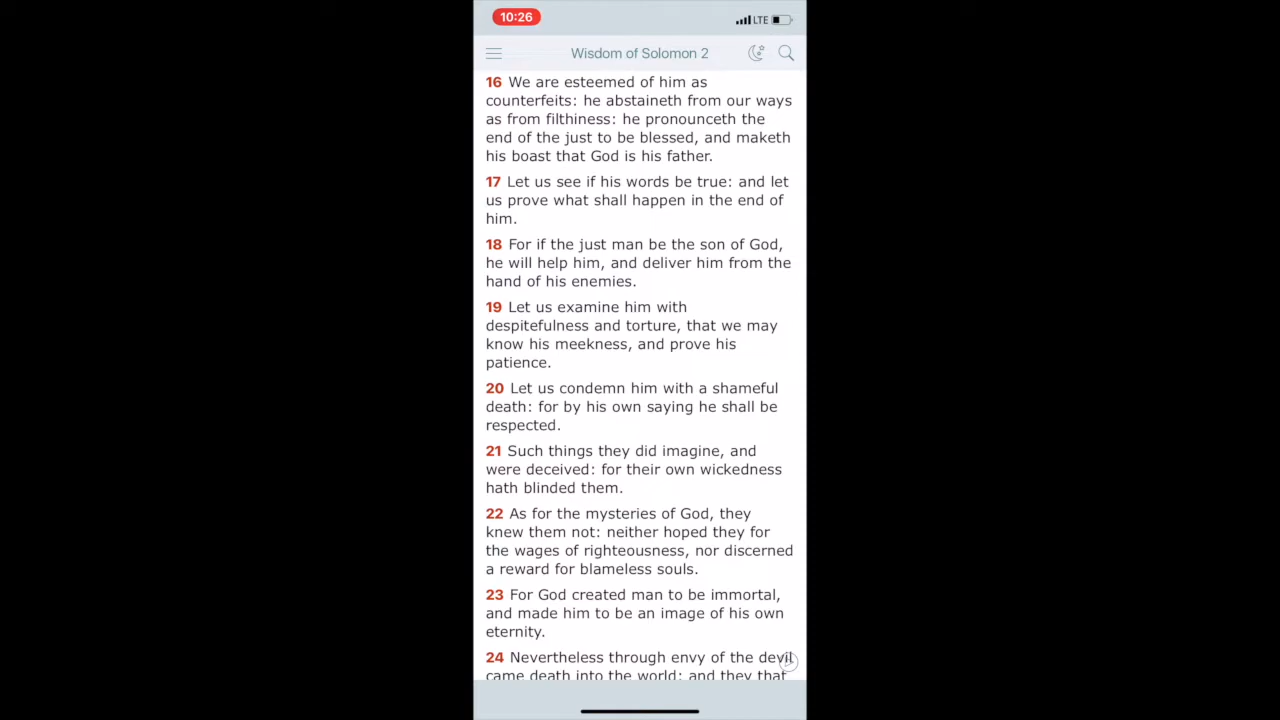 10:26
LTE
Wisdom of Solomon 2
16 We are esteemed of him as
counterfeits: he abstaineth from our ways
as from filthiness: he pronounceth the
end of the just to be blessed, and maketh
his boast that God is his father.
17 Let us see if his words be true: and let
us prove what shall happen in the end of
him.
18 For if the just man be the son of God,
he will help him, and deliver him from the
hand of his enemies.
19 Let us examine him with
despitefulness and torture, that we may
know his meekness, and prove his
patience.
20 Let us condemn him with a shameful
death: for by his own saying he shall be
respected.
21 Such things they did imagine, and
were deceived: for their own wickedness
hath blinded them.
22 As for the mysteries of God, they
knew them not: neither hoped they for
the wages of righteousness, nor discerned
a reward for blameless souls.
23 For God created man to be immortal,
and made him to be an image of his own
eternity.
24 Nevertheless through envy of the devil
came death into the world: and they that